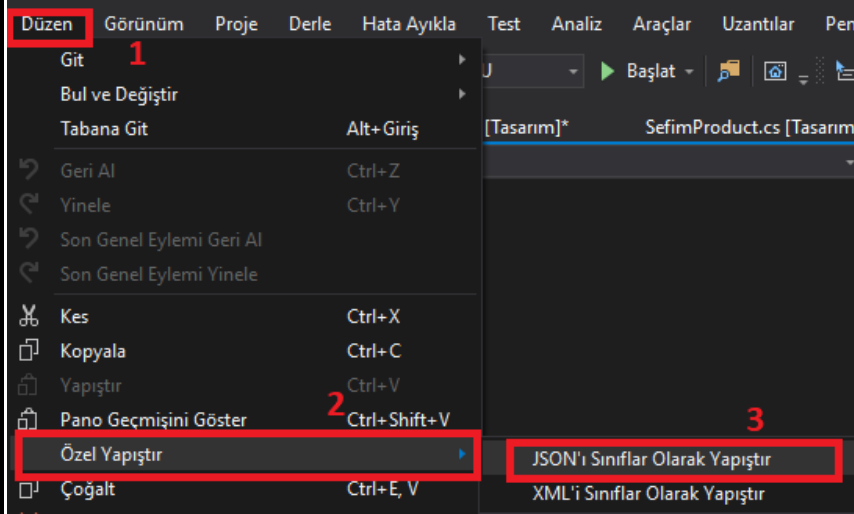 Düzen Görünüm Proje Derle Hata Ayıkla Test Analiz Araçlar Uzantılar Pen
1
Git
U Başlat
Bul ve Değiştir
Tabana Git Alt+Giriş
[Tasarım]* SefimProduct.cs [Tasarım
Geri Al Ctrl+Z
Yinele Ctrl+Y
Son Genel Eylemi Geri Al
Son Genel Eylemi Yinele
Kes Ctrl+X
Kopyala Ctrl+C
Yapıştır Ctrl+V
Pano Geçmişini Göster Ctrl+Shift+V
2
3
Özel Yapıştır
JSON'ı Sınıflar Olarak Yapıştır
Çoğalt Ctrl+E, V
XML'i Sınıflar Olarak Yapıştır